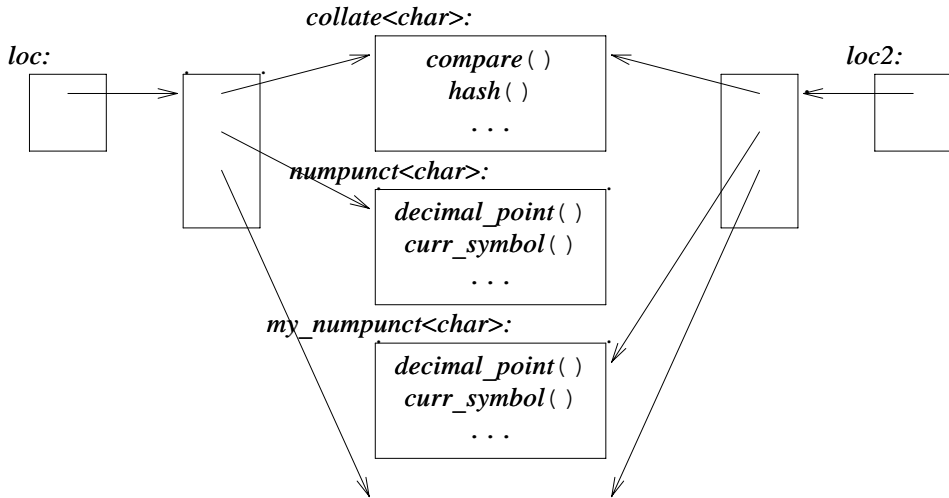 collate<char>:
loc:
loc2:
compare()
hash()
...
numpunct<char>:
decimal_point()
curr_symbol()
...
my_numpunct<char>:
decimal_point()
curr_symbol()
...